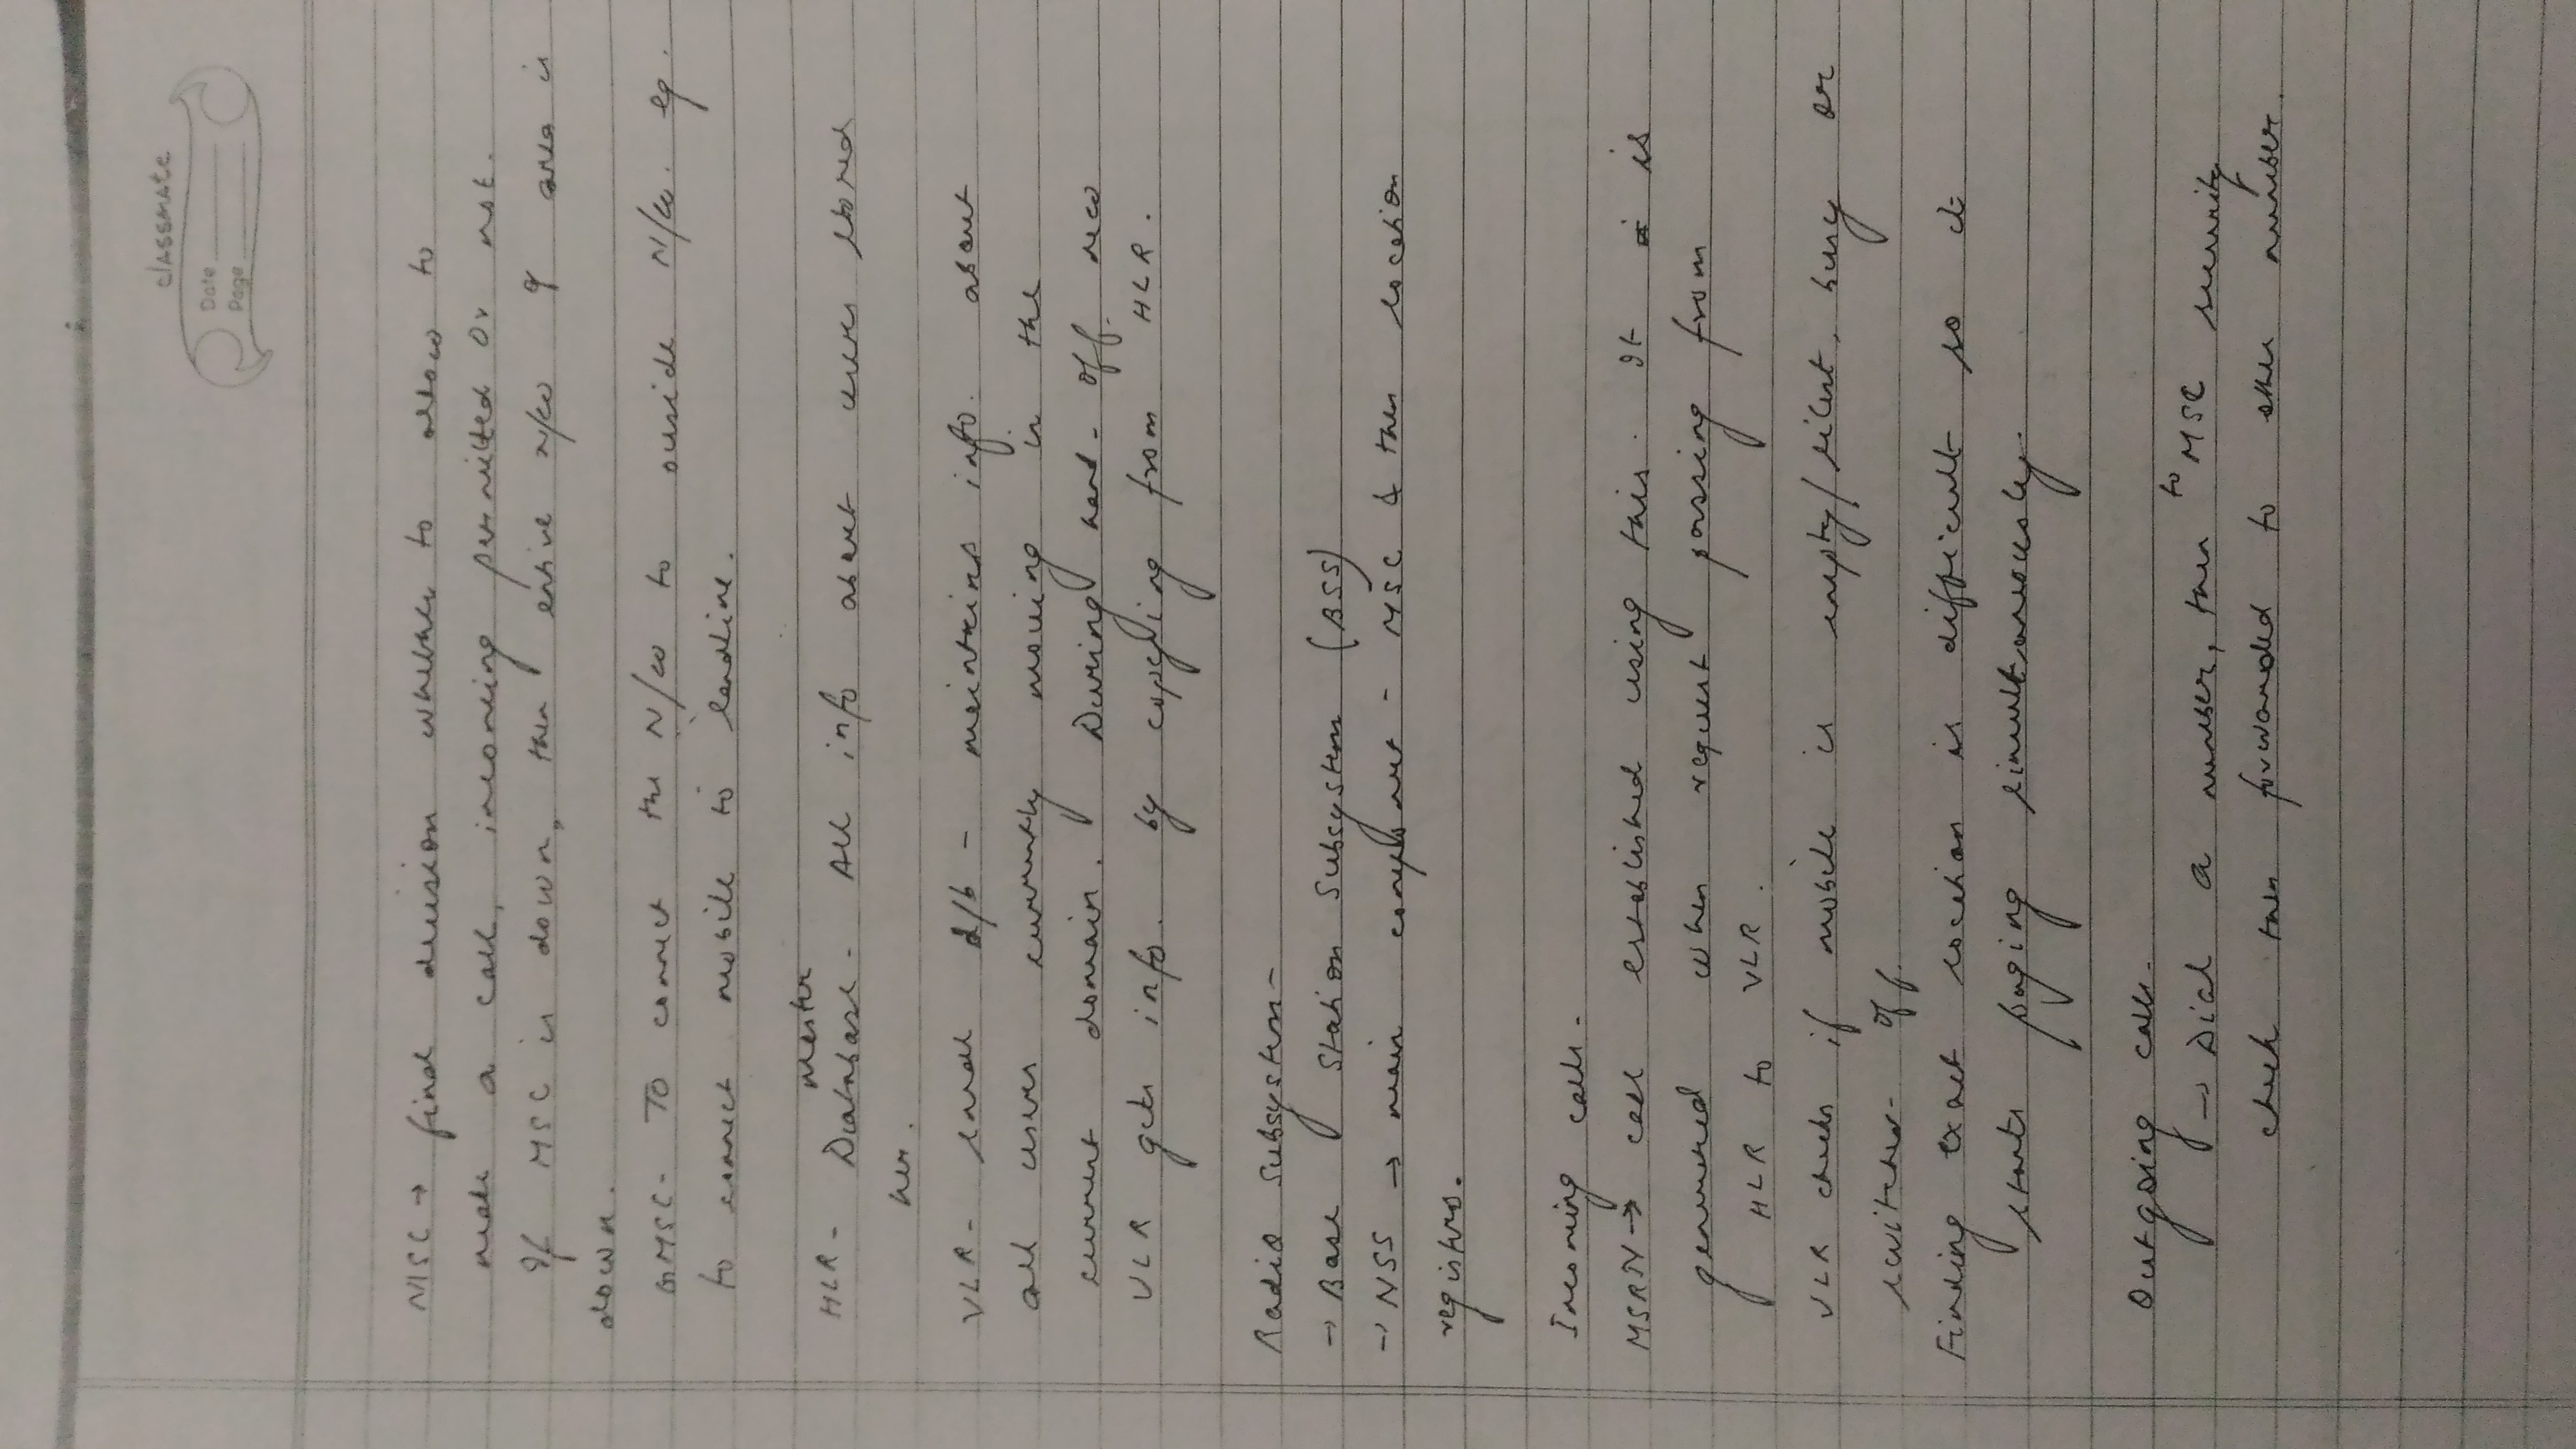 classmate
Date
Page
MSC → final decision whether to allow to
make a call, incoming permitted or not.
If MSC is down, then entire n/w of area is
down.
GMSC- To connect the N/w to ouside N/w. eg.
to connect mobile to landline.
master
HLR - Database - All info about users stored
her.
VLR - small d/b - maintains info. about
all users currently moving in the
current domain. During hand-off new
VLR gets info. by copying from HLR.
Radio Subsystem -
→ Base Station Subsystem (BSS)
→ NSS → main component - MSC & then location
registers.
Incoming calls -
MSRN → call established using this. It is
generated when request passing from
HLR to VLR.
VLR checks if mobile is empty/silent, busy or
switched-off.
Finding exact location is difficult so it
starts paging simultaneously.
Outgoing calls -
→ Dial a number, then to MSC security
check then forwarded to other number.